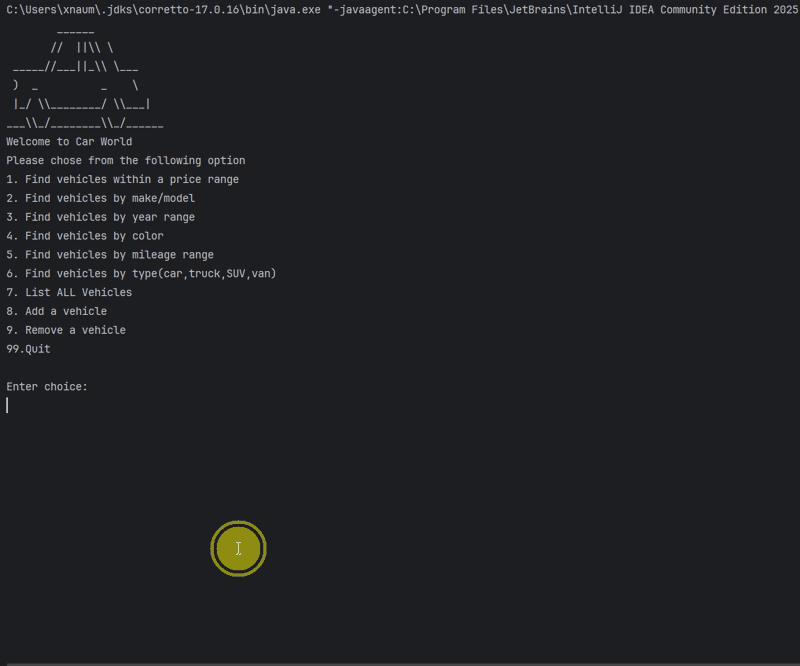 C:\Users\xnaum\.jdks\corretto-17.0.16\bin\java.exe "-javaagent:C:\Program Files\JetBrains\IntelliJ IDEA Community Edition 2025
         ______
       //  ||\\ \
 _____//___||_\\ \___
 )  _          _    \
 |_/ \\________/ \\___|
___\\_/________\\_/______
Welcome to Car World
Please chose from the following option
1. Find vehicles within a price range
2. Find vehicles by make/model
3. Find vehicles by year range
4. Find vehicles by color
5. Find vehicles by mileage range
6. Find vehicles by type(car,truck,SUV,van)
7. List ALL Vehicles
8. Add a vehicle
9. Remove a vehicle
99.Quit
Enter choice: